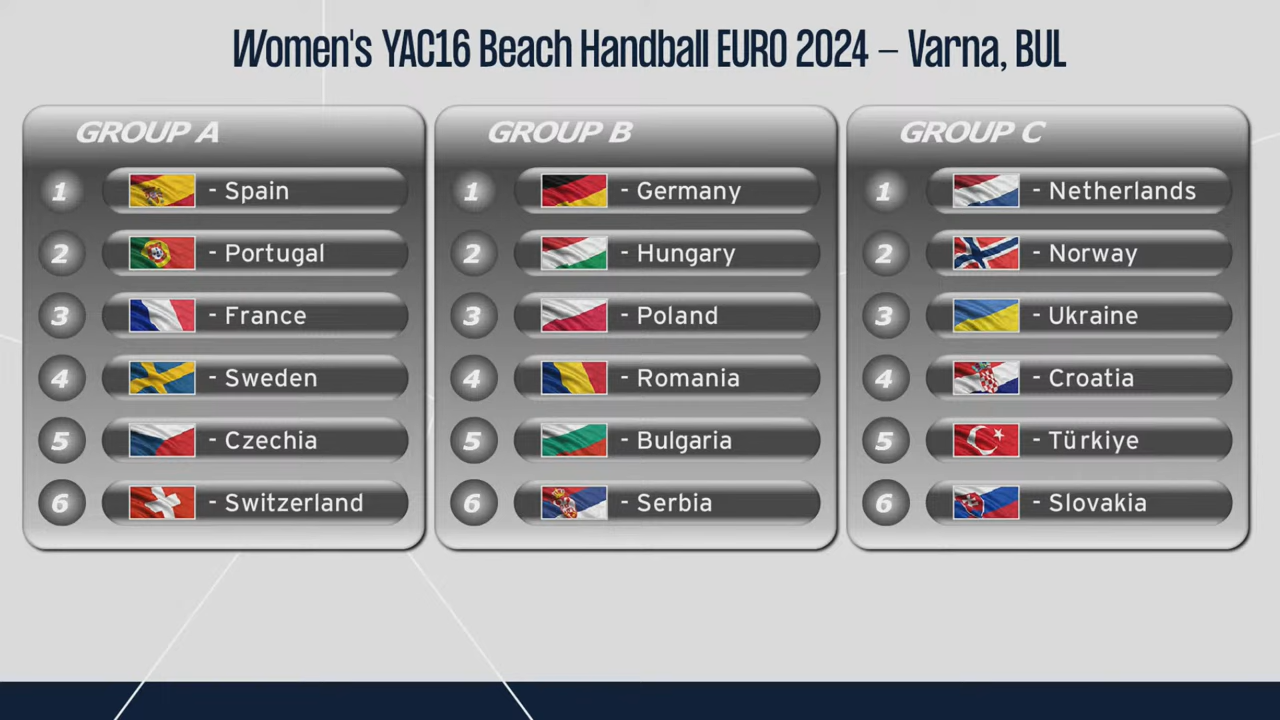 Women's YAC16 Beach Handball EURO 2024 – Varna, BUL
GROUP A
1 - Spain
2 - Portugal
3 - France
4 - Sweden
5 - Czechia
6 - Switzerland
GROUP B
1 - Germany
2 - Hungary
3 - Poland
4 - Romania
5 - Bulgaria
6 - Serbia
GROUP C
1 - Netherlands
2 - Norway
3 - Ukraine
4 - Croatia
5 - Türkiye
6 - Slovakia